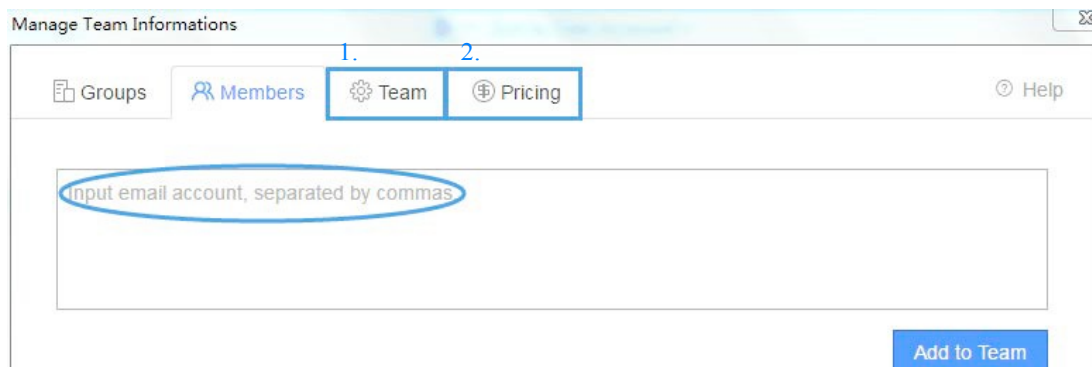 Manage Team Informations
1. 2.
Groups Members Team Pricing Help
Input email account, separated by commas
Add to Team